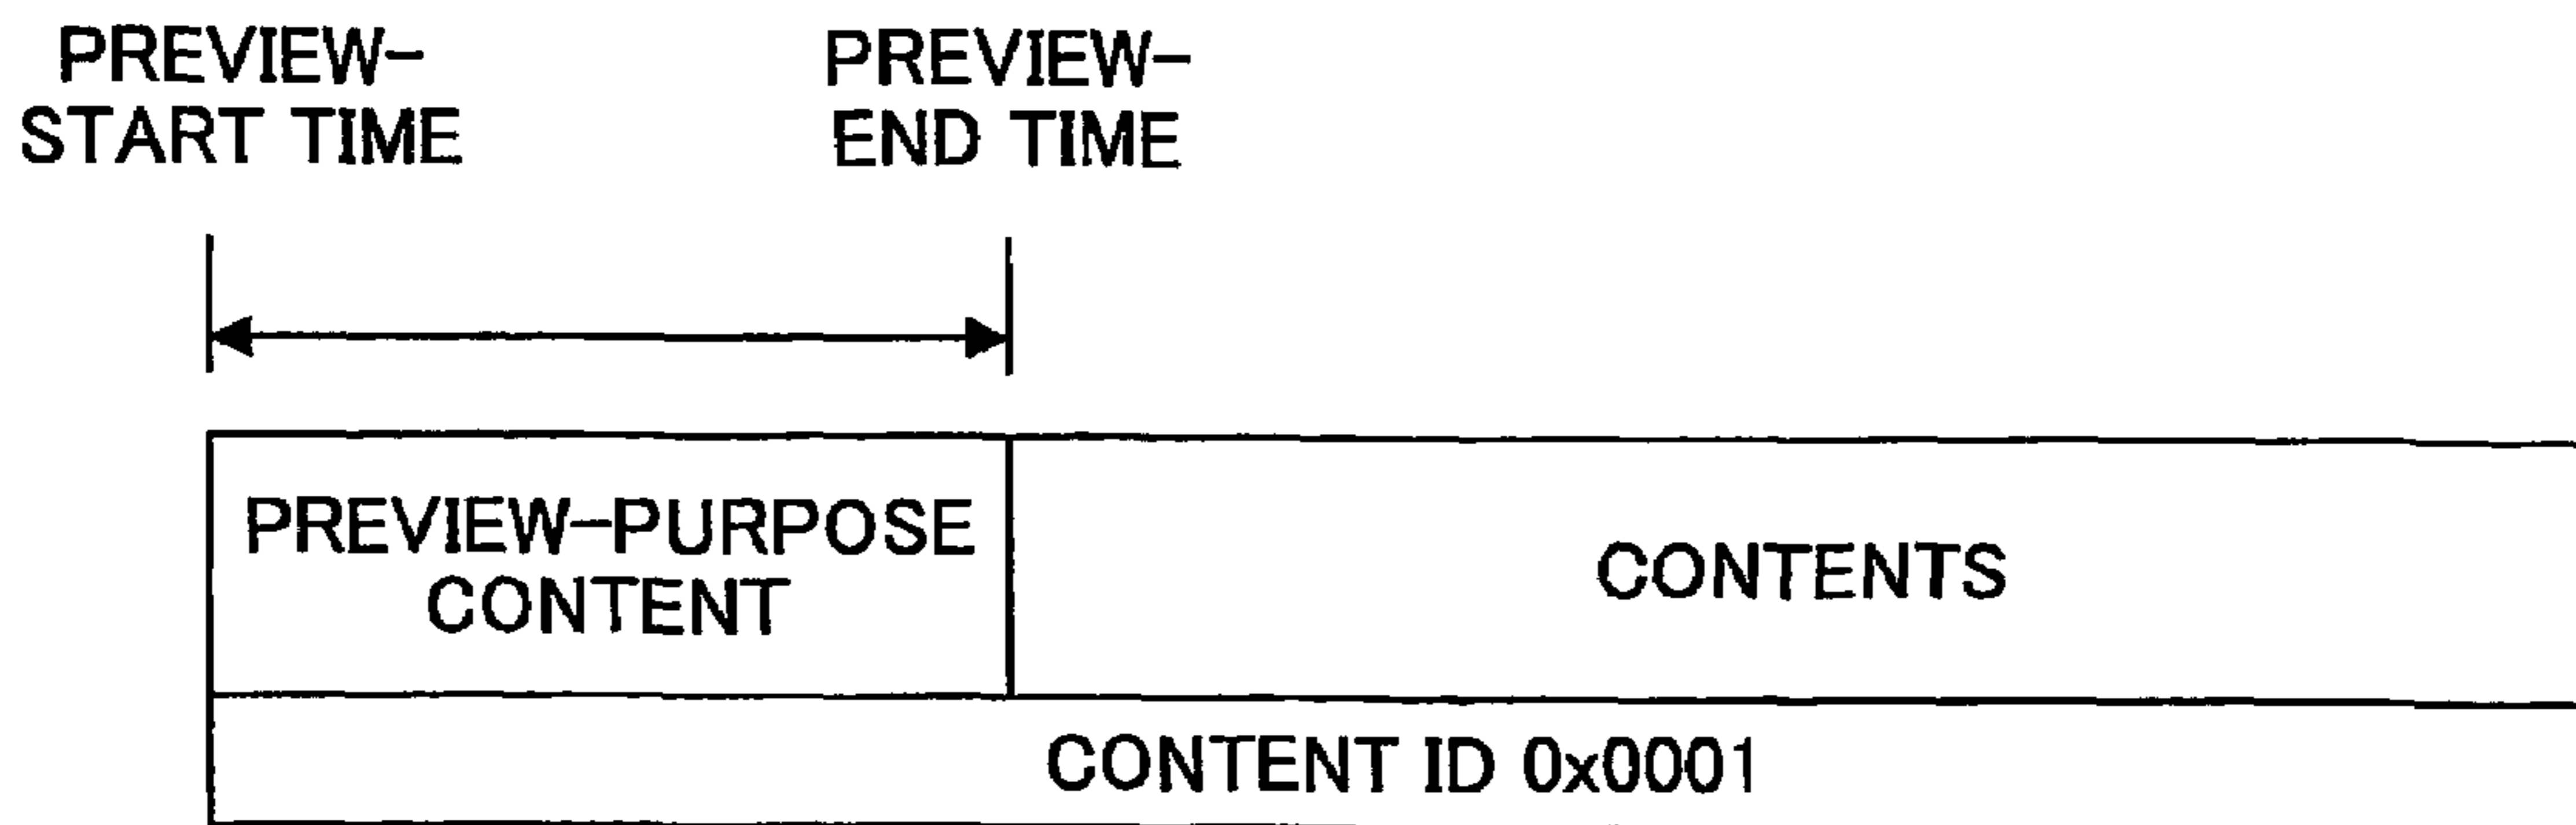 PREVIEW-
START TIME
PREVIEW-
END TIME
PREVIEW-PURPOSE
CONTENT
CONTENTS
CONTENT ID 0x0001